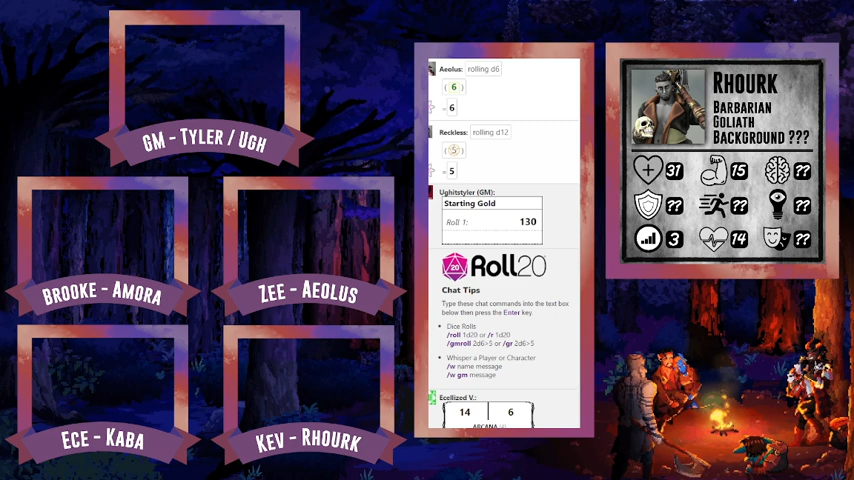 GM - Tyler / Ugh
Brooke - Amora
Zee - Aeolus
Ece - Kaba
Kev - Rhourk
Aeolus: rolling d6
( 6 )
= 6
Reckless: rolling d12
( 5 )
= 5
Ughitstyler (GM):
Starting Gold
Roll 1: 130
20 Roll20
Chat Tips
Type these chat commands into the text box
below then press the Enter key.
• Dice Rolls
/roll 1d20 or /r 1d20
/gmroll 2d6>5 or /gr 2d6>5
• Whisper a Player or Character
/w name message
/w gm message
Ecellized V.:
14 6
ARCANA
Rhourk
Barbarian
Goliath
Background ???
31 15 ??
?? ?? ??
3 14 ??